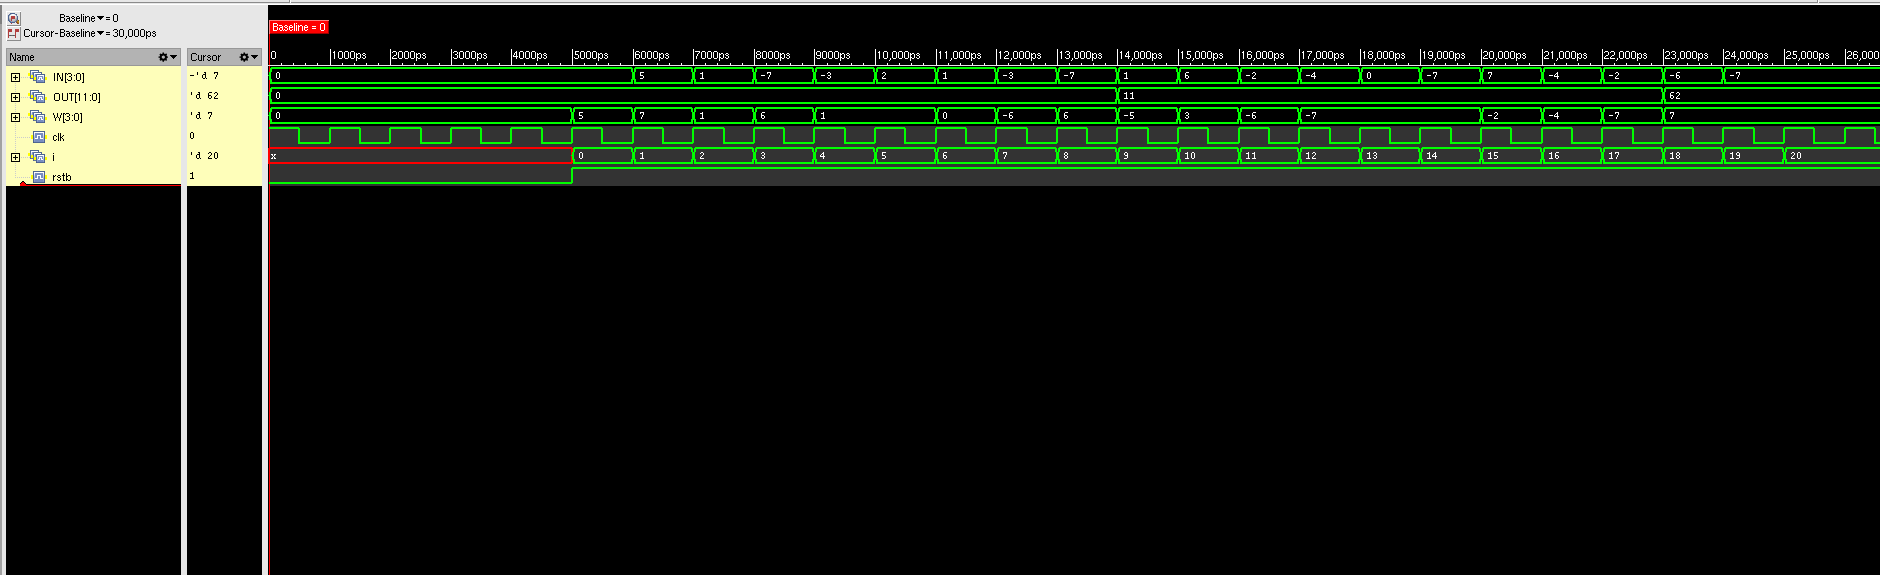 Baseline▼= 0
Cursor-Baseline▼= 30,000ps
Baseline = 0
Name Cursor 0 1000ps 2000ps 3000ps 4000ps 5000ps 6000ps 7000ps 8000ps 9000ps 10,000ps 11,000ps 12,000ps 13,000ps 14,000ps 15,000ps 16,000ps 17,000ps 18,000ps 19,000ps 20,000ps 21,000ps 22,000ps 23,000ps 24,000ps 25,000ps 26,000
IN[3:0] -'d 7 0 5 1 -7 -3 2 1 -3 -7 1 6 -2 -4 0 -7 7 -4 -2 -6 -7
OUT[11:0] 'd 62 0 11 62
W[3:0] 'd 7 0 5 7 1 6 1 0 -6 6 -5 3 -6 -7 -2 -4 -7 7
clk 0
i 'd 20 x 0 1 2 3 4 5 6 7 8 9 10 11 12 13 14 15 16 17 18 19 20
rstb 1